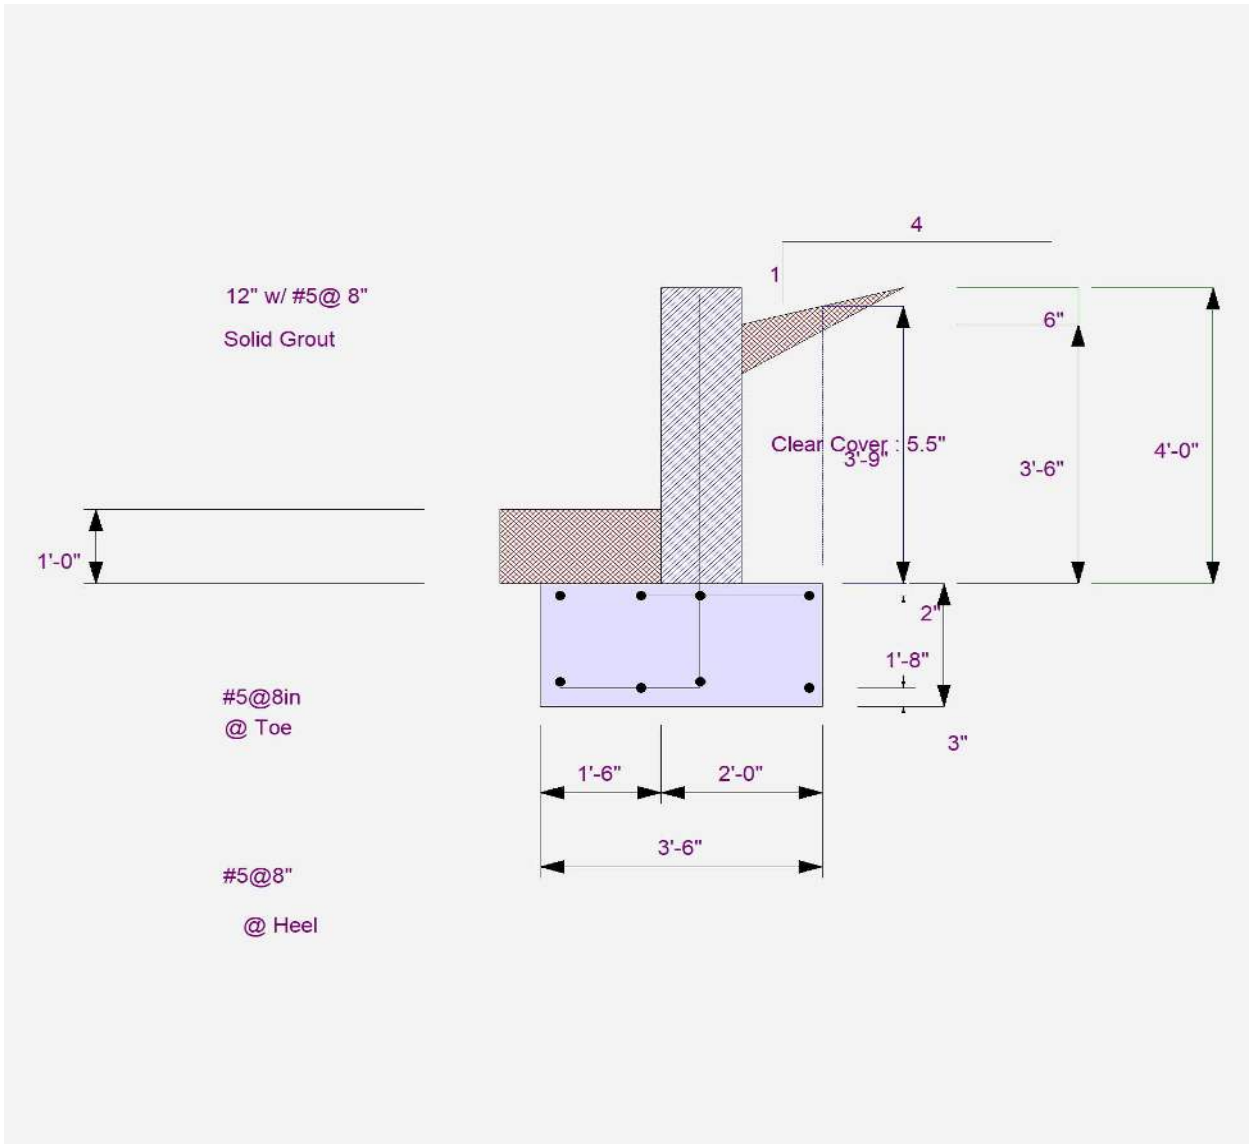 4
1
12" w/ #5@ 8"
6"
Solid Grout
Clear Cover : 5.5"
3'-9"
3'-6"
4'-0"
1'-0"
2"
1'-8"
#5@8in
@ Toe
3"
1'-6"
2'-0"
3'-6"
#5@8"
@ Heel